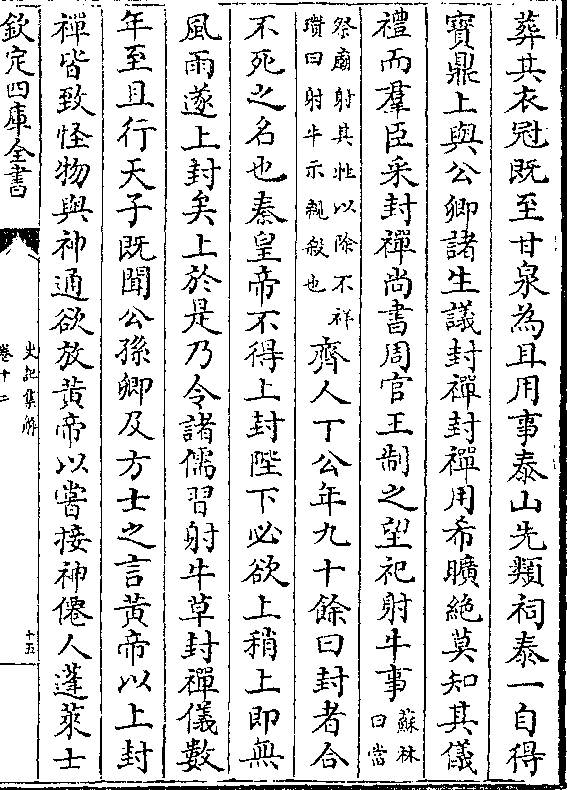 葬其衣冠既至甘泉為且用事泰山先類祠泰一自得
寳鼎上與公卿諸生議封禪封禪用希曠絶莫知其儀
禮而羣臣采封禪尚書周官王制之望祀射牛事蘇林曰當
祭廟射其牲以除不祥瓚曰射牛示親殺也齊人丁公年九十餘曰封者合
不死之名也秦皇帝不得上封陛下必欲上稍上即無
風雨遂上封矣上於是乃令諸儒習射牛草封禪儀數
年至且行天子既聞公孫卿及方士之言黄帝以上封
禪皆致怪物與神通欲放黄帝以嘗接神僊人蓬萊士
欽定四庫全書
史記集解
卷十二
十五